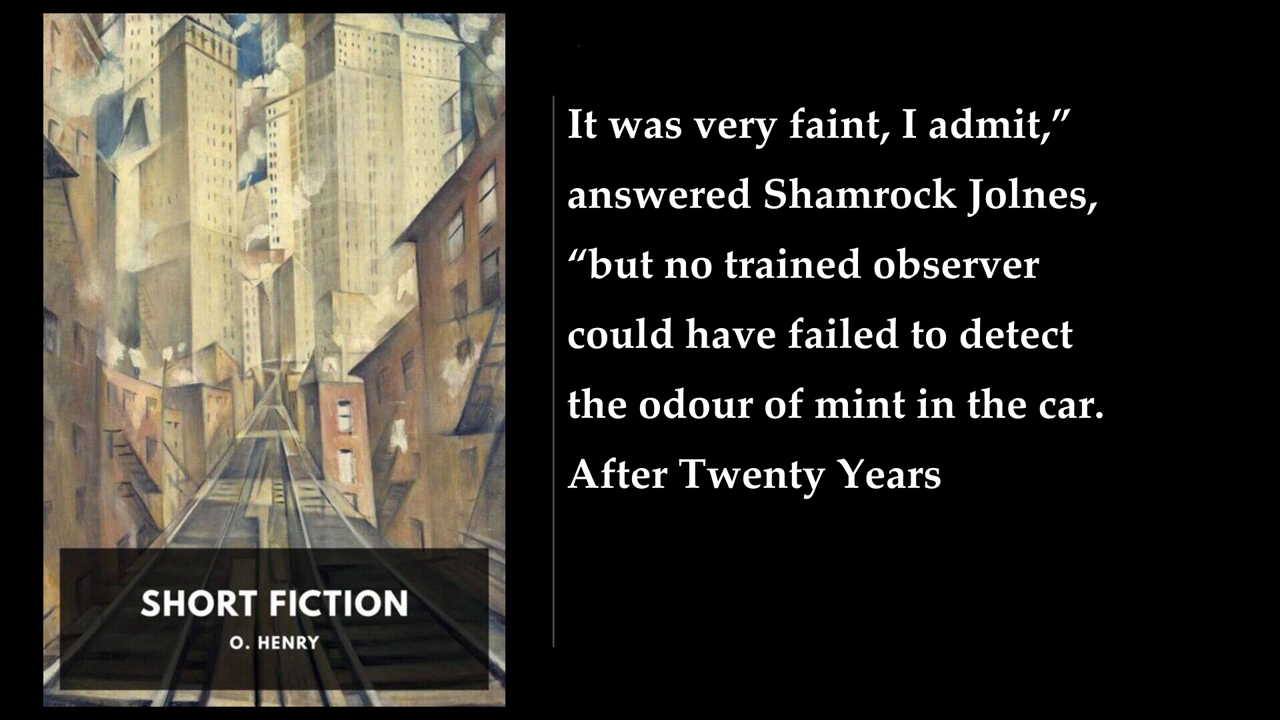 SHORT FICTION
O. HENRY
It was very faint, I admit,”
answered Shamrock Jolnes,
“but no trained observer
could have failed to detect
the odour of mint in the car.
After Twenty Years